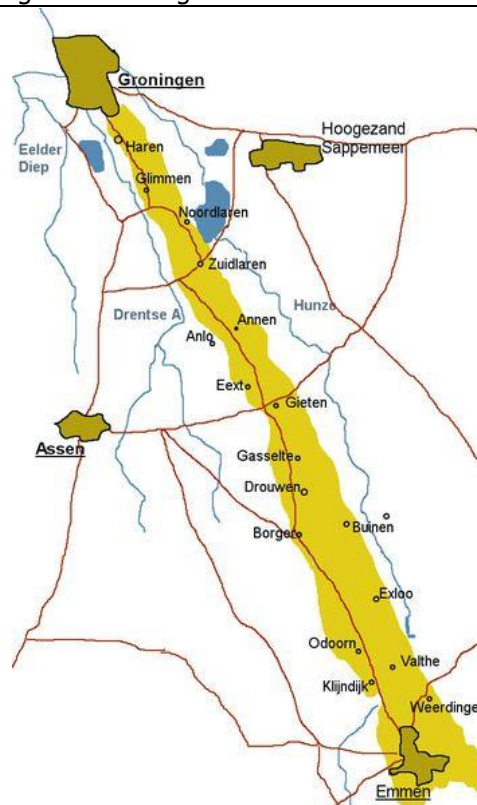 Groningen
Hoogezand
Sappemeer
Eelder
Diep
Haren
Glimmen
Noordlaren
Zuidlaren
Hunze
Drentse A
Annen
Anlo
Eext
Gieten
Assen
Gasselte
Drouwen
Borger
Buinen
Exloo
Odoorn
Valthe
Klijndijk
Weerdinge
Emmen